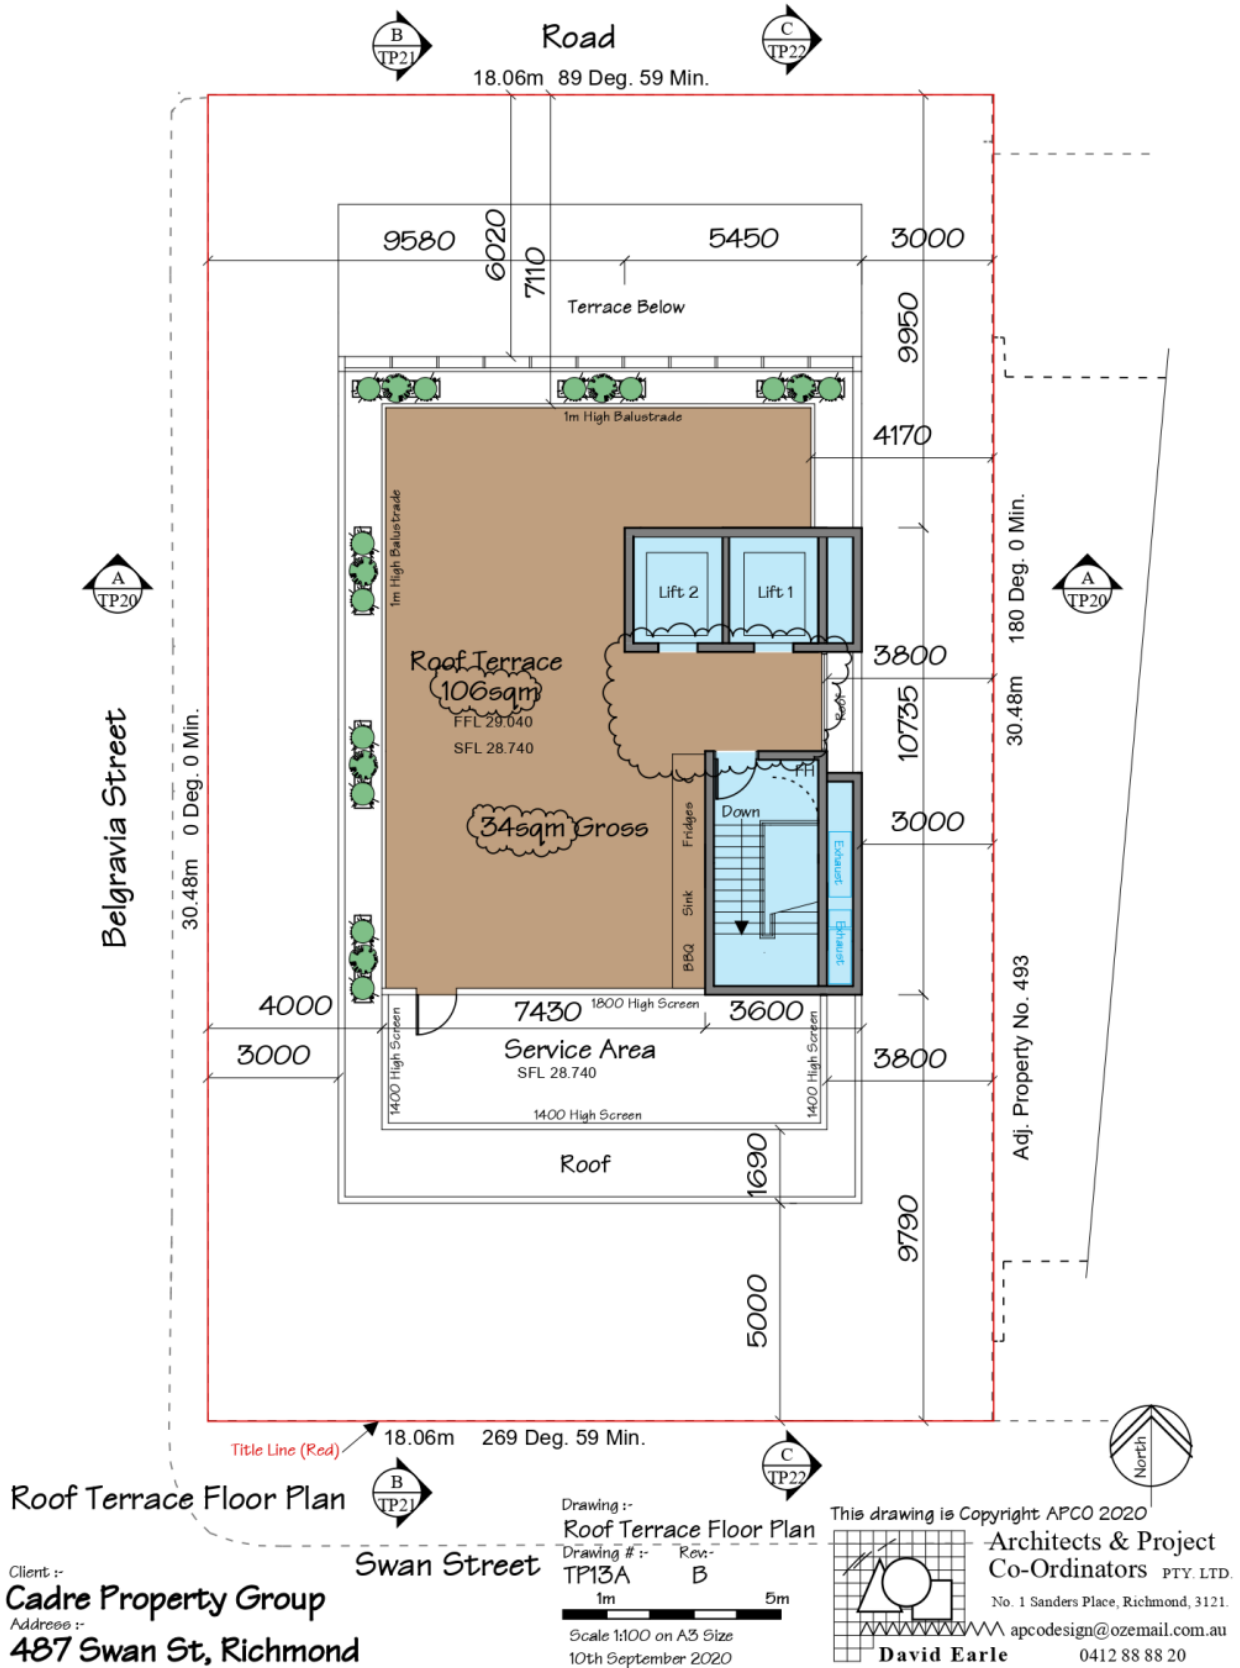 B
TP21
Road
C
TP22
18.06m 89 Deg. 59 Min.
9580
6020
7110
5450
3000
Terrace Below
9950
1m High Balustrade
4170
1m High Balustrade
Lift 2
Lift 1
180 Deg. 0 Min.
30.48m
A
TP20
A
TP20
Roof Terrace
106sqm
FFL 29.040
SFL 28.740
3800
Roof
10735
Belgravia Street
30.48m 0 Deg. 0 Min.
34sqm Gross
FH
Down
Fridges
Sink
BBQ
3000
Exhaust
Exhaust
4000
7430
1800 High Screen
3600
3000
1400 High Screen
Service Area
SFL 28.740
1400 High Screen
3800
1400 High Screen
Adj. Property No. 493
Roof
1690
9790
5000
Title Line (Red)
18.06m 269 Deg. 59 Min.
B
TP21
C
TP22
North
Roof Terrace Floor Plan
Swan Street
Client :-
Cadre Property Group
Address :-
487 Swan St, Richmond
Drawing :-
Roof Terrace Floor Plan
Drawing # :- Rev:-
TP13A B
1m 5m
Scale 1:100 on A3 Size
10th September 2020
This drawing is Copyright APCO 2020
Architects & Project
Co-Ordinators PTY. LTD.
No. 1 Sanders Place, Richmond, 3121.
apcodesign@ozemail.com.au
David Earle 0412 88 88 20